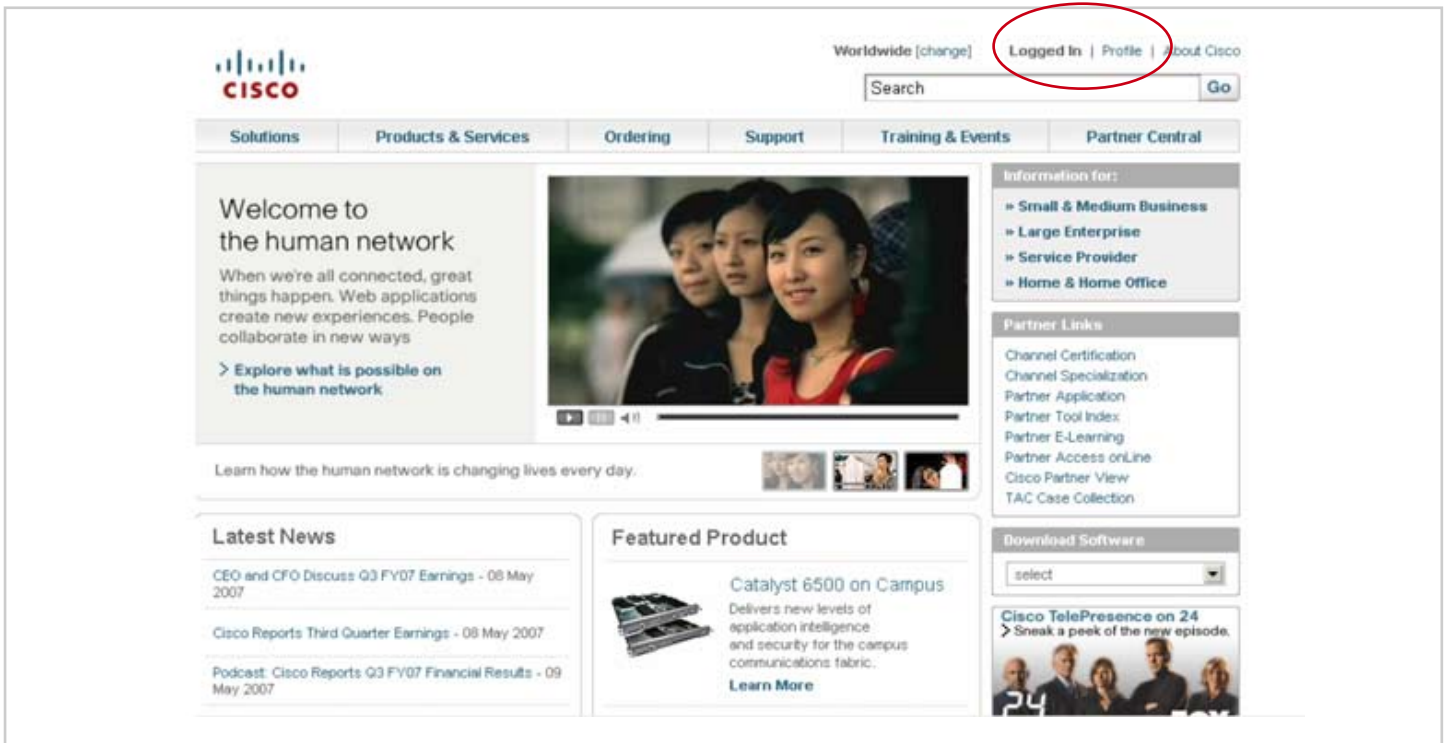 Worldwide [change] Logged In | Profile | About Cisco
CISCO
Search Go
Solutions Products & Services Ordering Support Training & Events Partner Central
Welcome to
the human network
When we're all connected, great
things happen. Web applications
create new experiences. People
collaborate in new ways
> Explore what is possible on
the human network
Learn how the human network is changing lives every day.
Information for:
» Small & Medium Business
» Large Enterprise
» Service Provider
» Home & Home Office
Partner Links
Channel Certification
Channel Specialization
Partner Application
Partner Tool Index
Partner E-Learning
Partner Access onLine
Cisco Partner View
TAC Case Collection
Latest News
CEO and CFO Discuss Q3 FY07 Earnings - 08 May
2007
Cisco Reports Third Quarter Earnings - 08 May 2007
Podcast: Cisco Reports Q3 FY07 Financial Results - 09
May 2007
Featured Product
Catalyst 6500 on Campus
Delivers new levels of
application intelligence
and security for the campus
communications fabric.
Learn More
Download Software
select
Cisco TelePresence on 24
> Sneak a peek of the new episode.
24 FOX